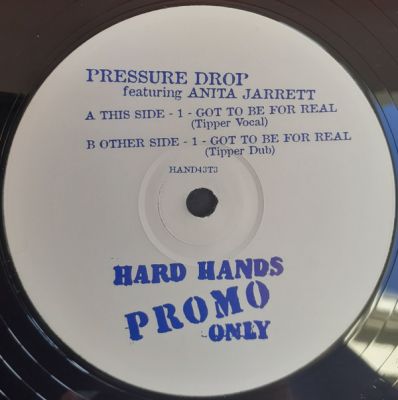 PRESSURE DROP
featuring ANITA JARRETT
A THIS SIDE - 1 - GOT TO BE FOR REAL
(Tipper Vocal)
B OTHER SIDE - 1 - GOT TO BE FOR REAL
(Tipper Dub)
HAND43T3
HARD HANDS
PROMO
ONLY